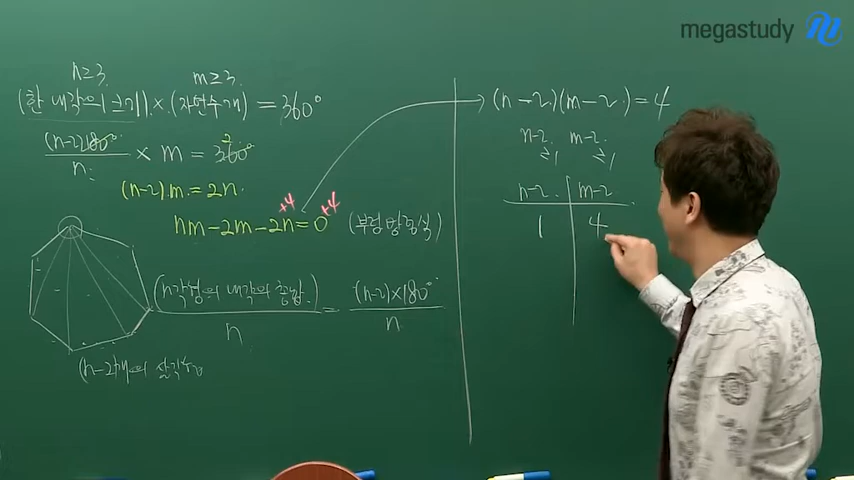 megastudy
n≥3
m≥3
(한 내각의 크기) × (자연수 개) = 360°
(n-2)180°
n
× m = 360°
2
(n-2)m = 2n
+4 +4
nm-2m-2n=0 (부정방정식)
(n각형의 내각의 총합)
n
=
(n-2)×180°
n
(n-2)개의 삼각형
(n-2)(m-2)=4
n-2 m-2
≥1 ≥1
n-2 m-2
1 4